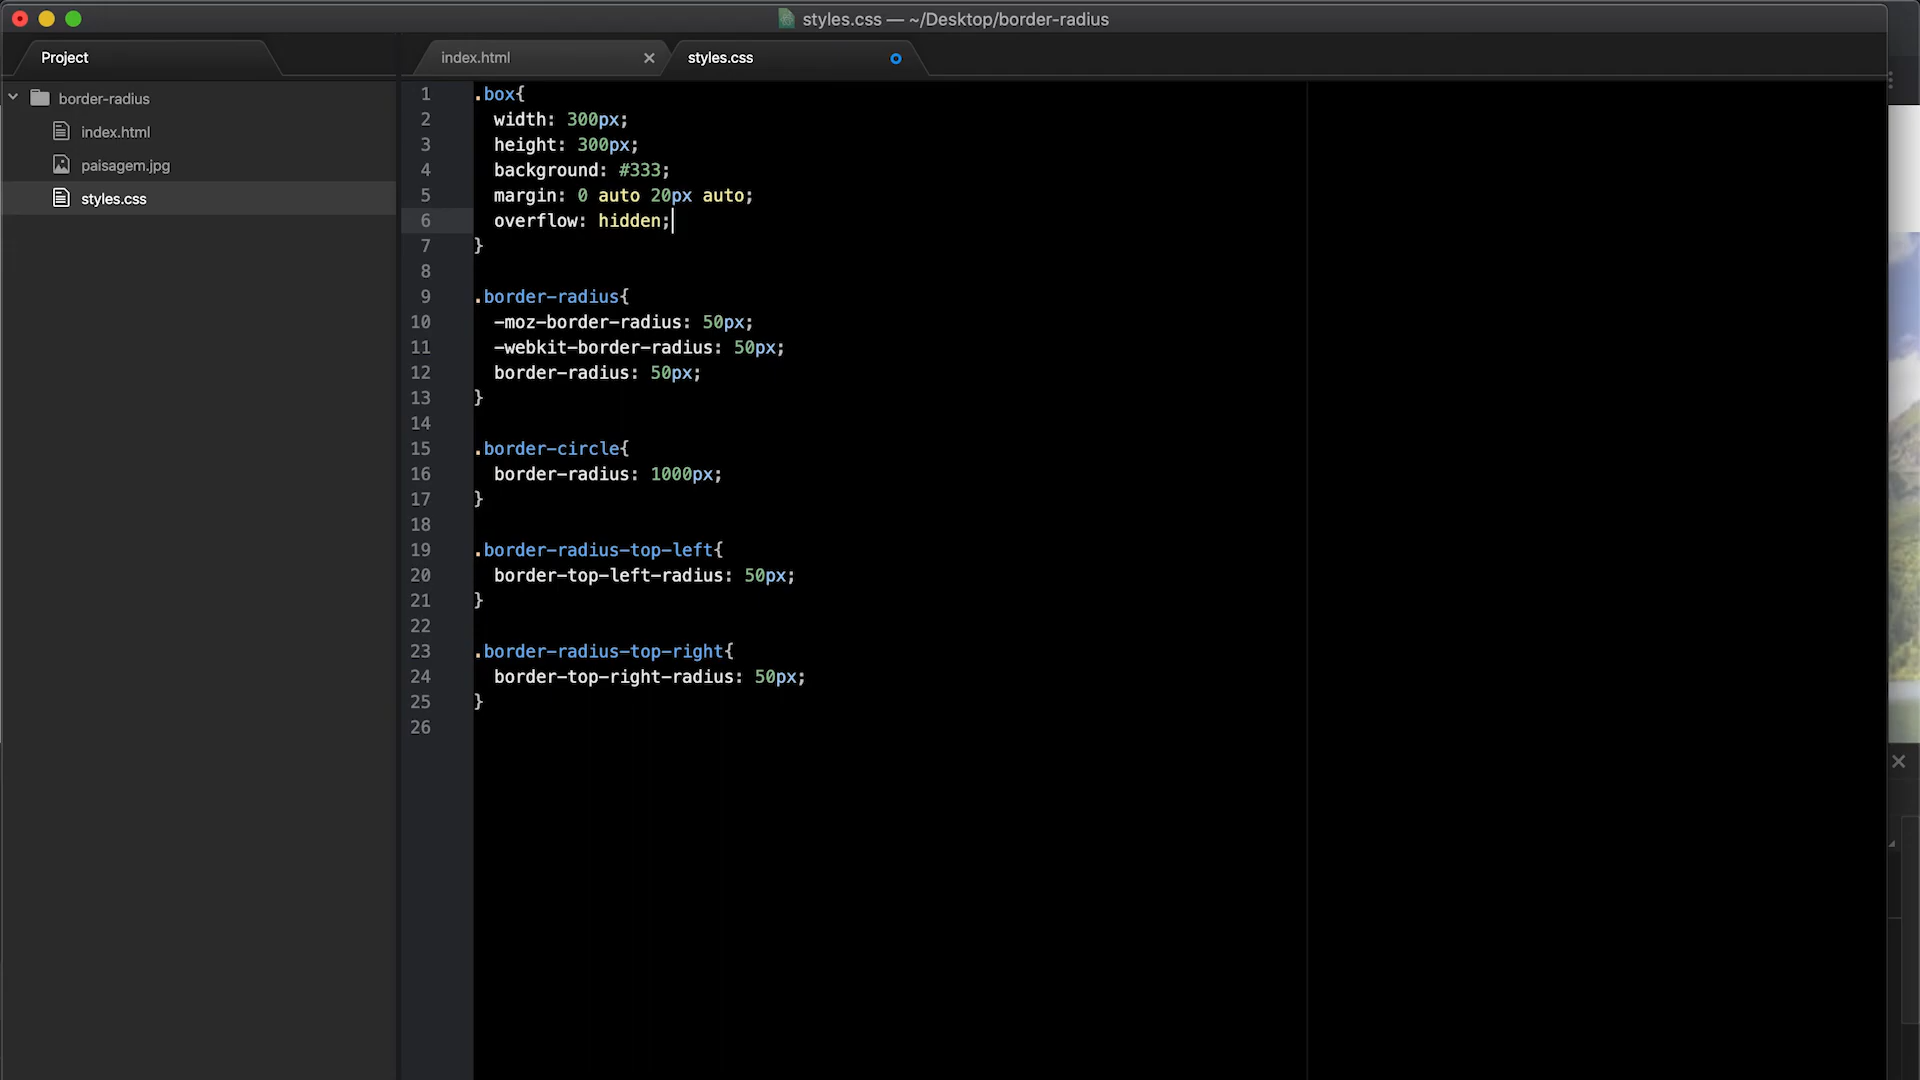 styles.css — ~/Desktop/border-radius
Project
index.html
styles.css
border-radius
index.html
paisagem.jpg
styles.css
1 .box{
2 width: 300px;
3 height: 300px;
4 background: #333;
5 margin: 0 auto 20px auto;
6 overflow: hidden;
7 }
8
9 .border-radius{
10 -moz-border-radius: 50px;
11 -webkit-border-radius: 50px;
12 border-radius: 50px;
13 }
14
15 .border-circle{
16 border-radius: 1000px;
17 }
18
19 .border-radius-top-left{
20 border-top-left-radius: 50px;
21 }
22
23 .border-radius-top-right{
24 border-top-right-radius: 50px;
25 }
26